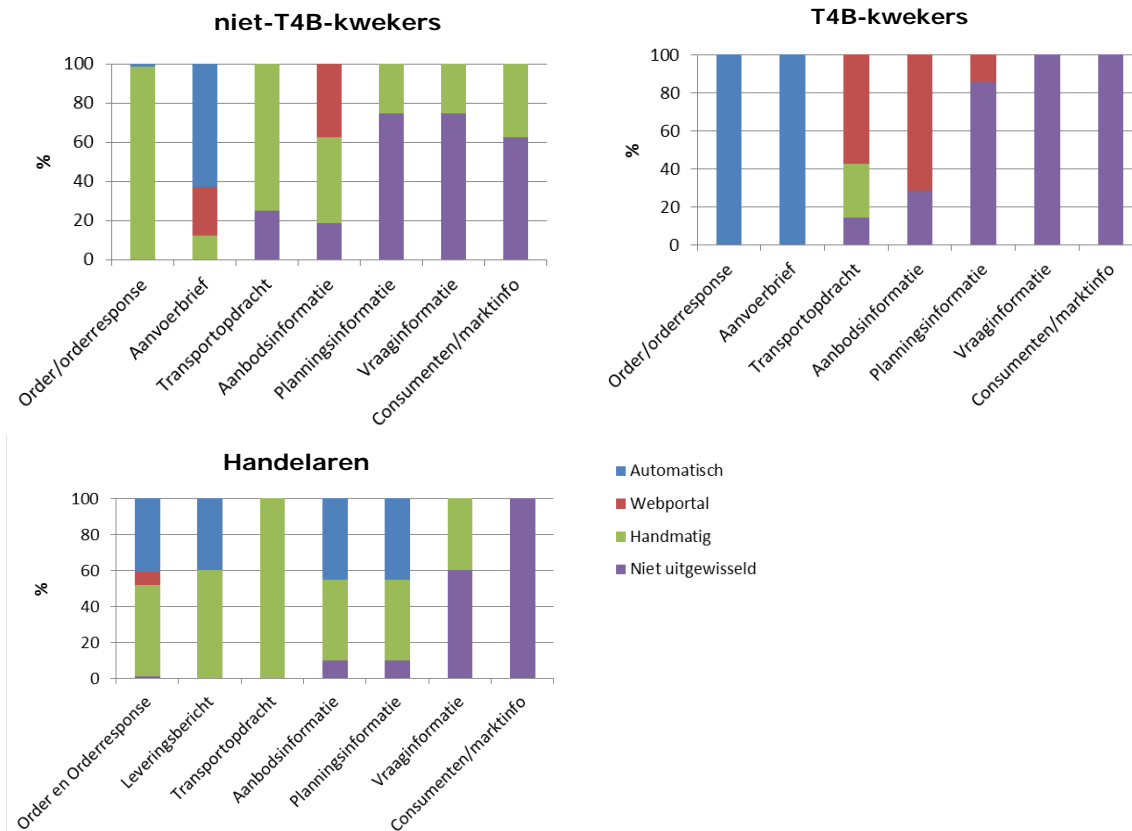 niet-T4B-kwekers
%
100
80
60
40
20
0
Order/orderresponse
Aanvoerbrief
Transportopdracht
Aanbodsinformatie
Planningsinformatie
Vraaginformatie
Consumenten/marktinfo
T4B-kwekers
%
100
80
60
40
20
0
Order/orderresponse
Aanvoerbrief
Transportopdracht
Aanbodsinformatie
Planningsinformatie
Vraaginformatie
Consumenten/marktinfo
Handelaren
%
100
80
60
40
20
0
Order en Orderresponse
Leveringsbericht
Transportopdracht
Aanbodsinformatie
Planningsinformatie
Vraaginformatie
Consumenten/marktinfo
Automatisch
Webportal
Handmatig
Niet uitgewisseld